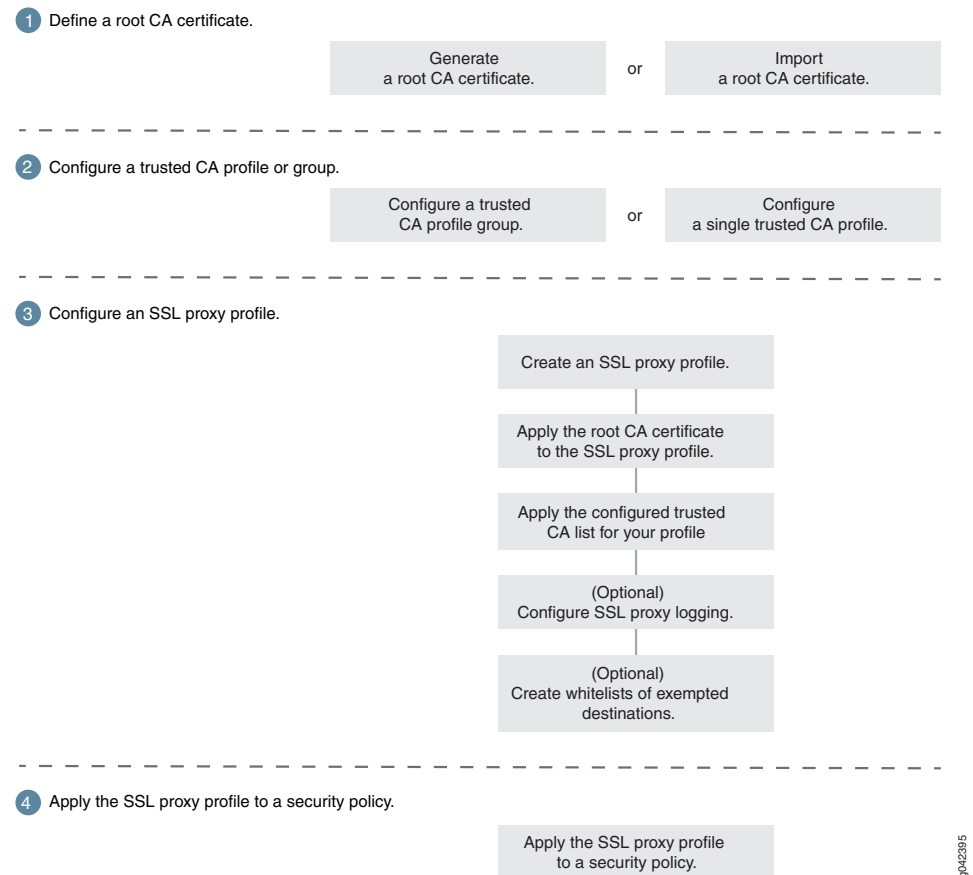 1 Define a root CA certificate.
Generate
a root CA certificate.
or
Import
a root CA certificate.
2 Configure a trusted CA profile or group.
Configure a trusted
CA profile group.
or
Configure
a single trusted CA profile.
3 Configure an SSL proxy profile.
Create an SSL proxy profile.
Apply the root CA certificate
to the SSL proxy profile.
Apply the configured trusted
CA list for your profile
(Optional)
Configure SSL proxy logging.
(Optional)
Create whitelists of exempted
destinations.
4 Apply the SSL proxy profile to a security policy.
Apply the SSL proxy profile
to a security policy.
g042395